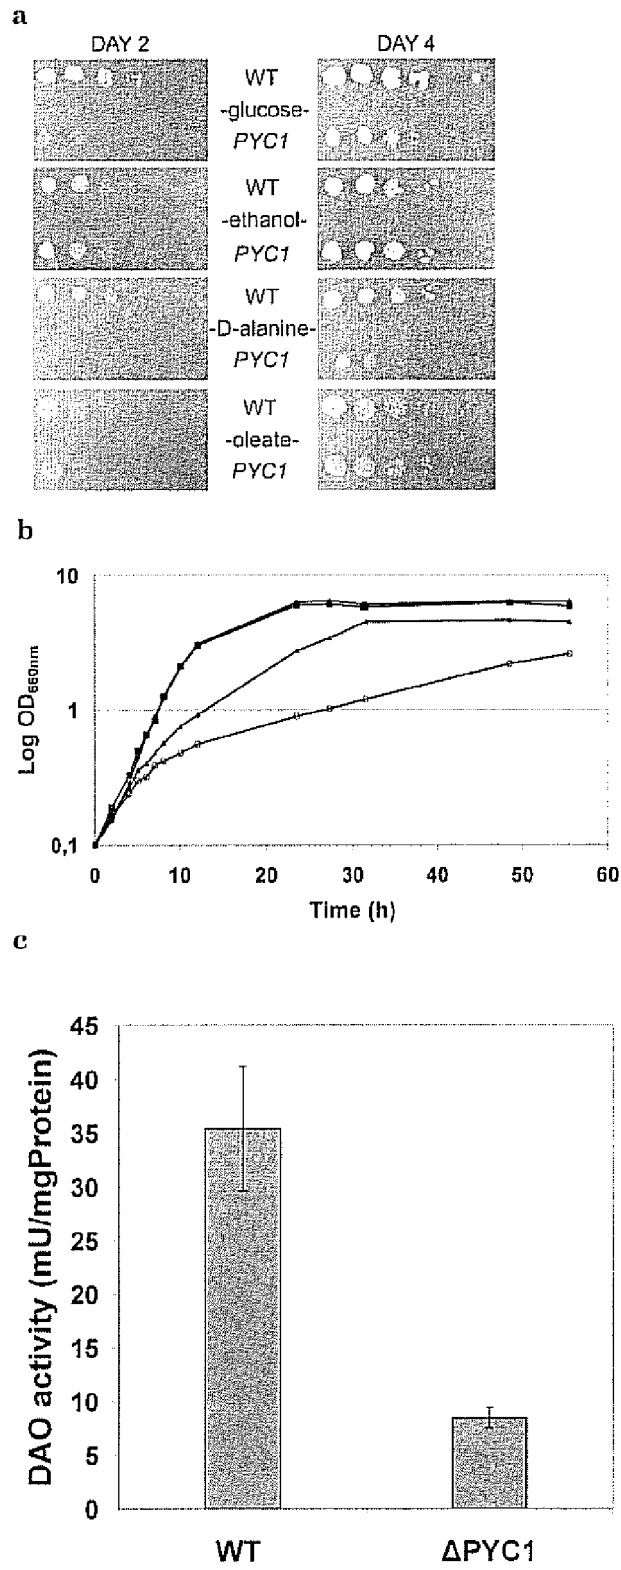 a
DAY 2
DAY 4
WT
-glucose-
PYC1
WT
-ethanol-
PYC1
WT
-D-alanine-
PYC1
WT
-oleate-
PYC1
b
10
1
0,1
Log OD660nm
0 10 20 30 40 50 60
Time (h)
c
45
40
35
30
25
20
15
10
5
0
DAO activity (mU/mgProtein)
WT ΔPYC1